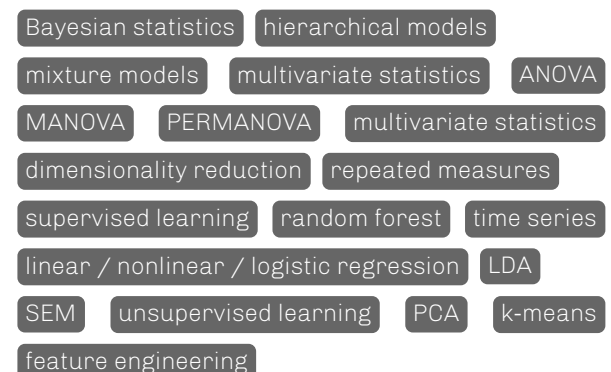 Bayesian statistics hierarchical models
mixture models multivariate statistics ANOVA
MANOVA PERMANOVA multivariate statistics
dimensionality reduction repeated measures
supervised learning random forest time series
linear / nonlinear / logistic regression LDA
SEM unsupervised learning PCA k-means
feature engineering